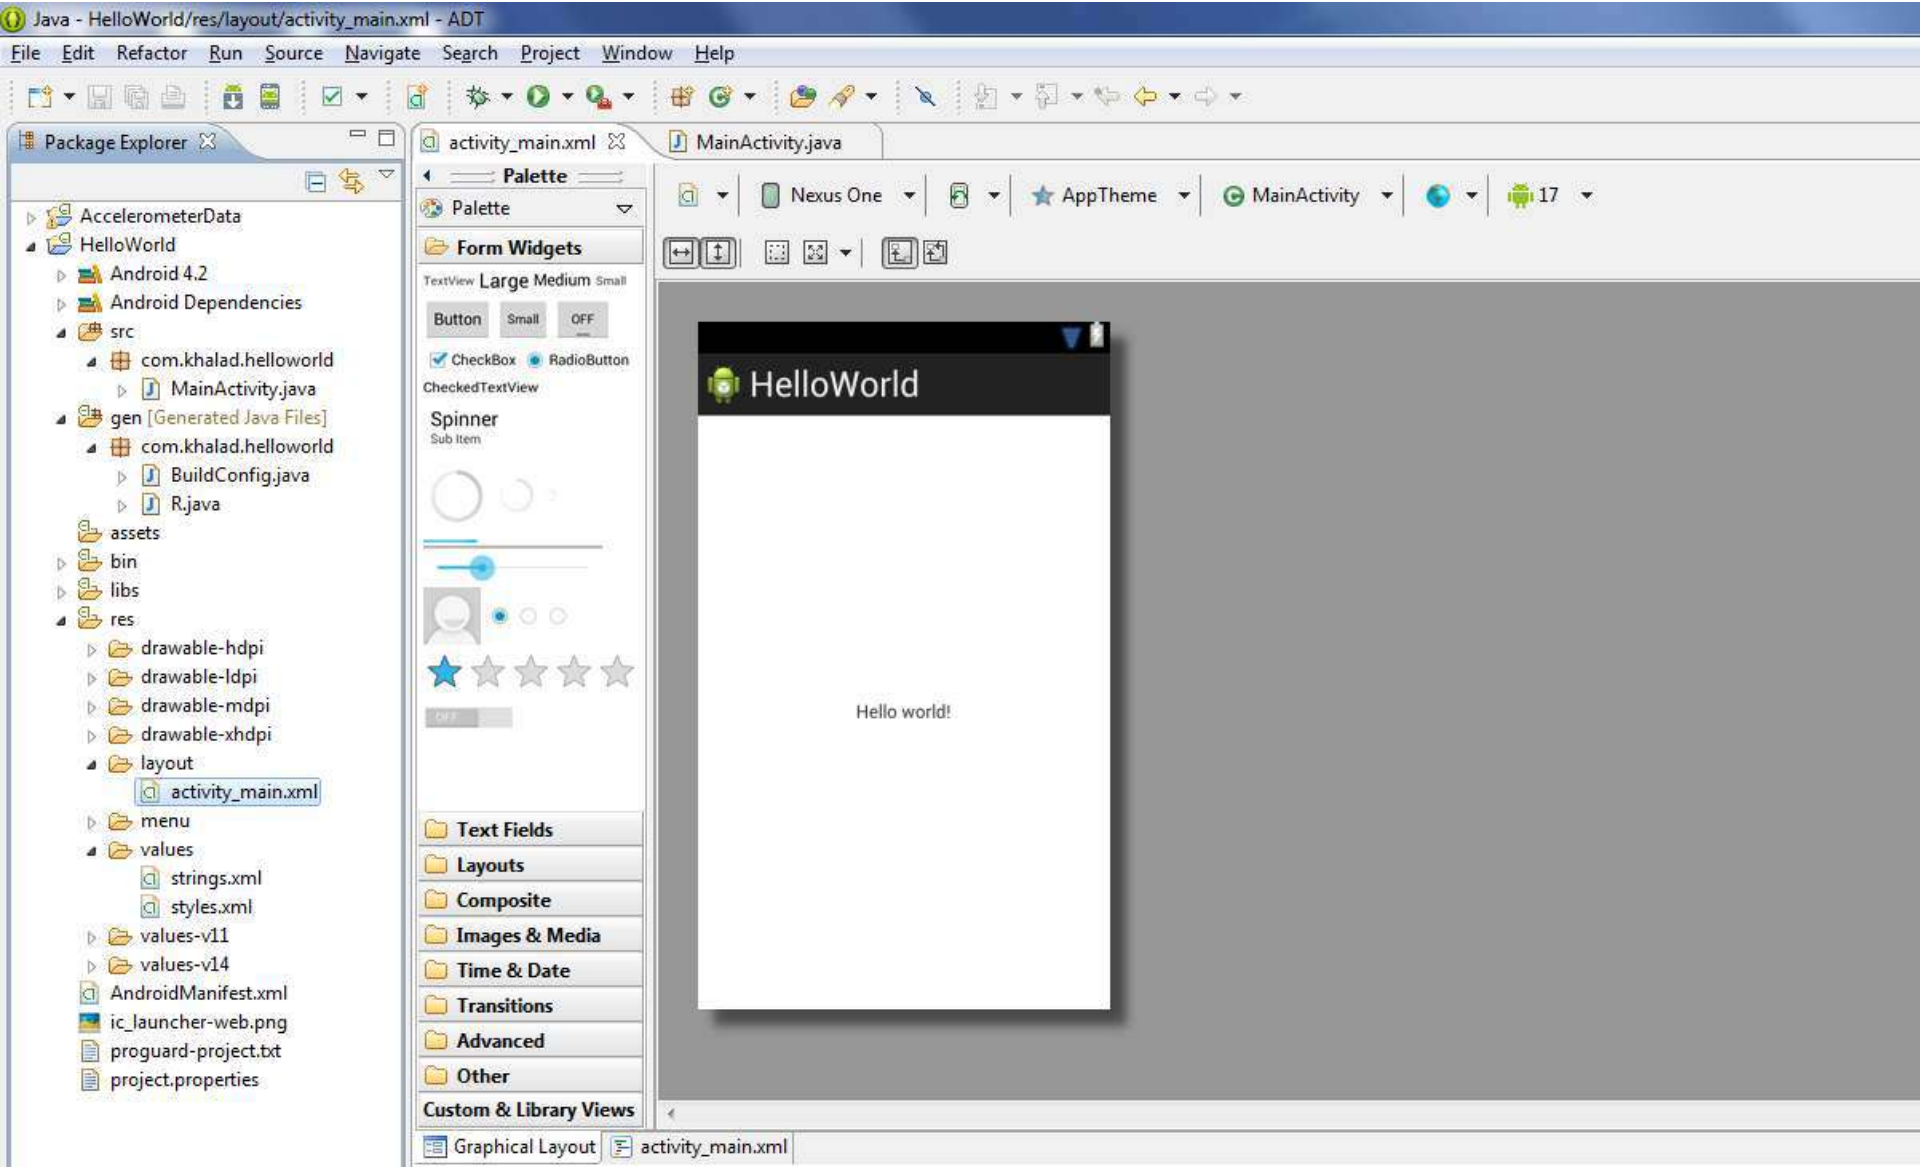 Java - HelloWorld/res/layout/activity_main.xml - ADT
File Edit Refactor Run Source Navigate Search Project Window Help
Package Explorer
activity_main.xml
MainActivity.java
AccelerometerData
HelloWorld
Android 4.2
Android Dependencies
src
com.khalad.helloworld
MainActivity.java
gen [Generated Java Files]
com.khalad.helloworld
BuildConfig.java
R.java
assets
bin
libs
res
drawable-hdpi
drawable-ldpi
drawable-mdpi
drawable-xhdpi
layout
activity_main.xml
menu
values
strings.xml
styles.xml
values-v11
values-v14
AndroidManifest.xml
ic_launcher-web.png
proguard-project.txt
project.properties
Palette
Palette
Form Widgets
TextView Large Medium Small
Button Small OFF
CheckBox RadioButton
CheckedTextView
Spinner
Sub Item
OFF
Text Fields
Layouts
Composite
Images & Media
Time & Date
Transitions
Advanced
Other
Custom & Library Views
Nexus One AppTheme MainActivity 17
HelloWorld
Hello world!
Graphical Layout activity_main.xml